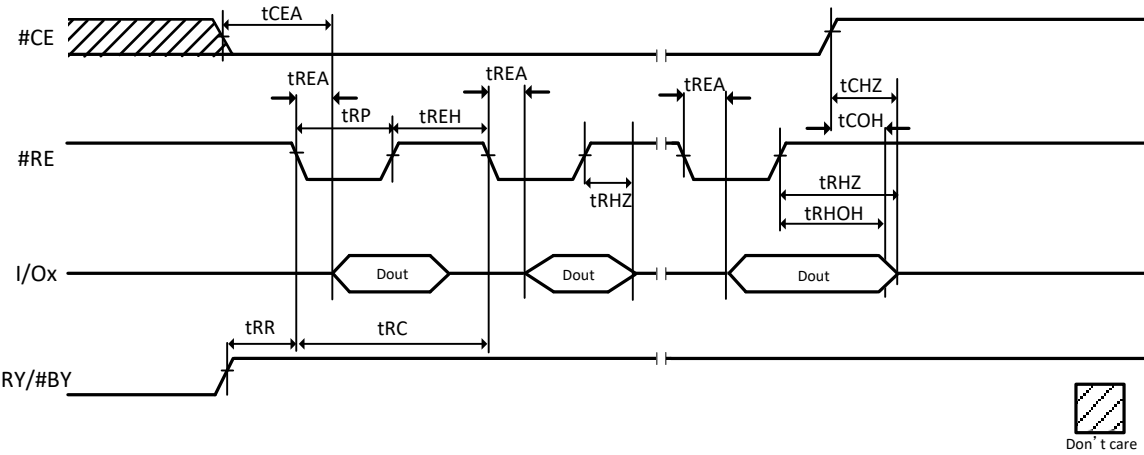 #CE
tCEA
tREA
tREA
tREA
tCHZ
tCOH
tRP
tREH
#RE
tRHZ
tRHZ
tRHOH
I/Ox
Dout
Dout
Dout
tRR
tRC
RY/#BY
Don’t care